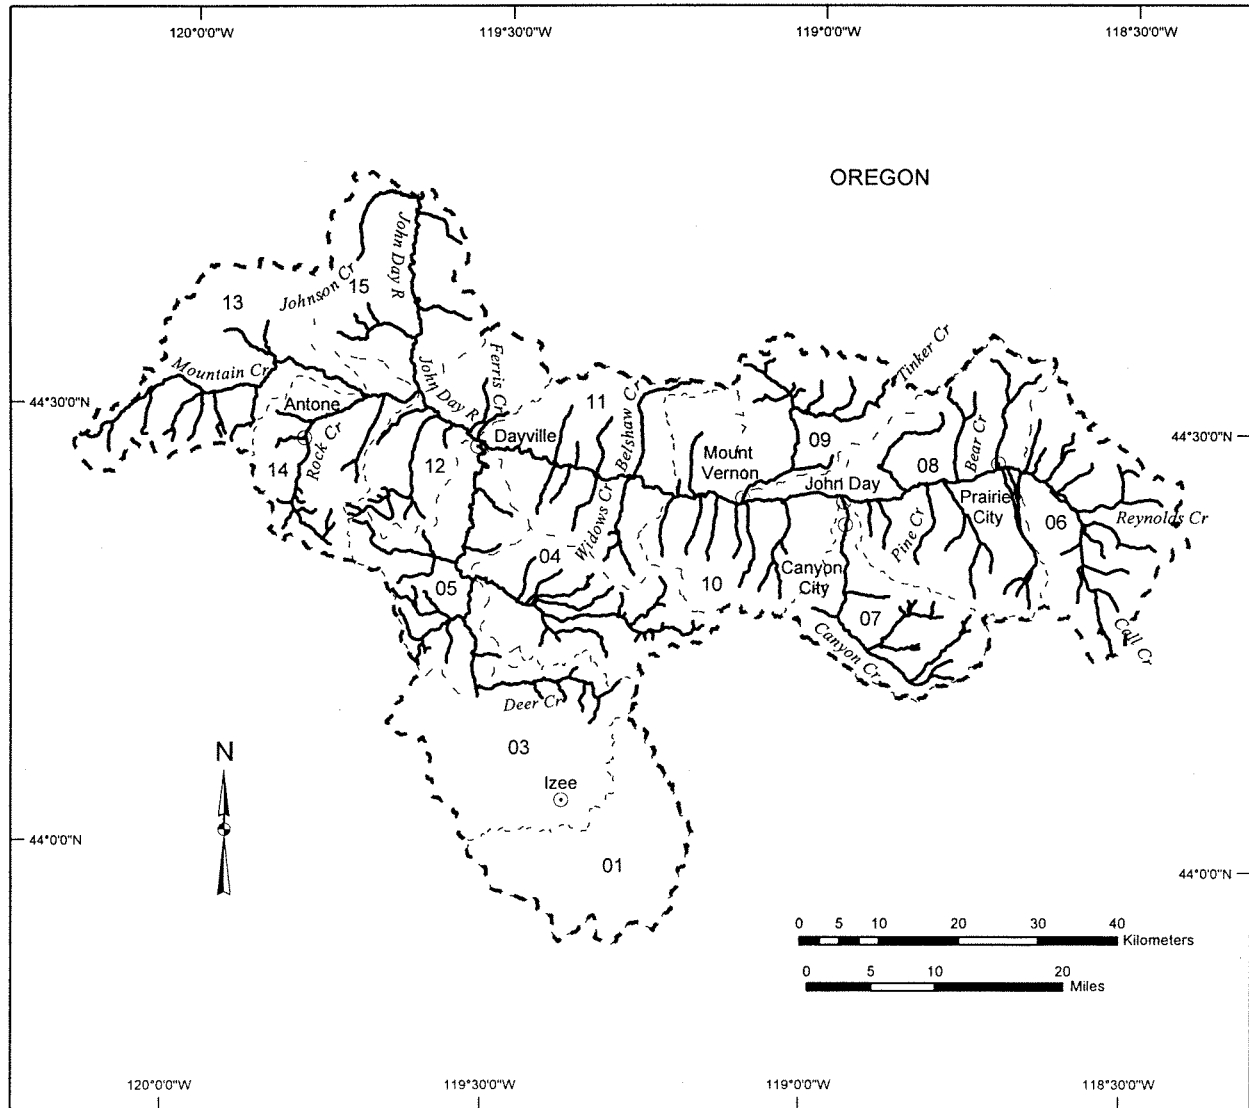 120°0'0"W
119°30'0"W
119°0'0"W
118°30'0"W
OREGON
John Day R
Johnson Cr
15
13
Mountain Cr
John Day R
Ferris Cr
Tinker Cr
44°30'0"N
44°30'0"N
Antone
11
Belshaw Cr
Dayville
Rock Cr
14
12
Mount
Vernon
09
John Day
08
Bear Cr
Prairie
City
06
Reynolds Cr
Widows Cr
Pine Cr
04
05
10
Canyon
City
07
Canyon Cr
Call Cr
Deer Cr
03
Izee
N
44°0'0"N
01
44°0'0"N
0 5 10 20 30 40
Kilometers
0 5 10 20
Miles
120°0'0"W
119°30'0"W
119°0'0"W
118°30'0"W